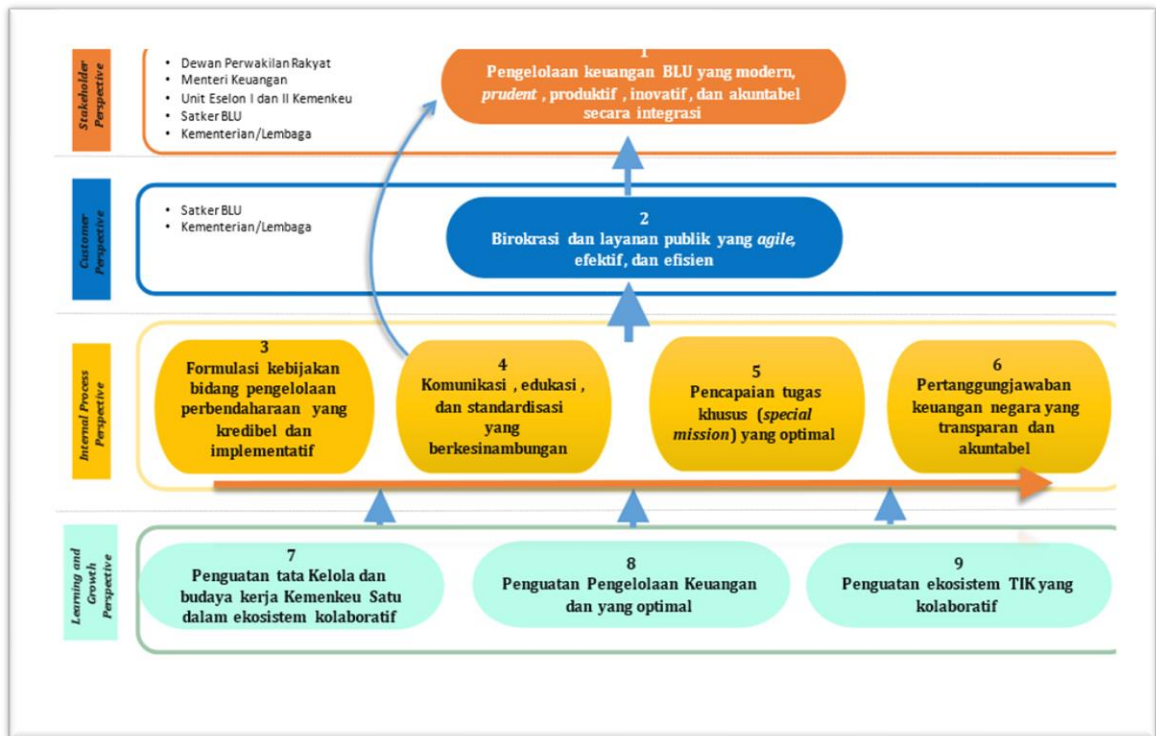 Stakeholder
Perspective
• Dewan Perwakilan Rakyat
• Menteri Keuangan
• Unit Eselon I dan II Kemenkeu
• Satker BLU
• Kementerian/Lembaga
1
Pengelolaan keuangan BLU yang modern,
prudent , produktif , inovatif, dan akuntabel
secara integrasi
Customer
Perspective
• Satker BLU
• Kementerian/Lembaga
2
Birokrasi dan layanan publik yang agile,
efektif, dan efisien
Internal Process
Perspective
3
Formulasi kebijakan
bidang pengelolaan
perbendaharaan yang
kredibel dan
implementatif
4
Komunikasi , edukasi ,
dan standardisasi
yang
berkesinambungan
5
Pencapaian tugas
khusus (special
mission) yang optimal
6
Pertanggungjawaban
keuangan negara yang
transparan dan
akuntabel
Learning and
Growth
Perspective
7
Penguatan tata Kelola dan
budaya kerja Kemenkeu Satu
dalam ekosistem kolaboratif
8
Penguatan Pengelolaan Keuangan
dan yang optimal
9
Penguatan ekosistem TIK yang
kolaboratif